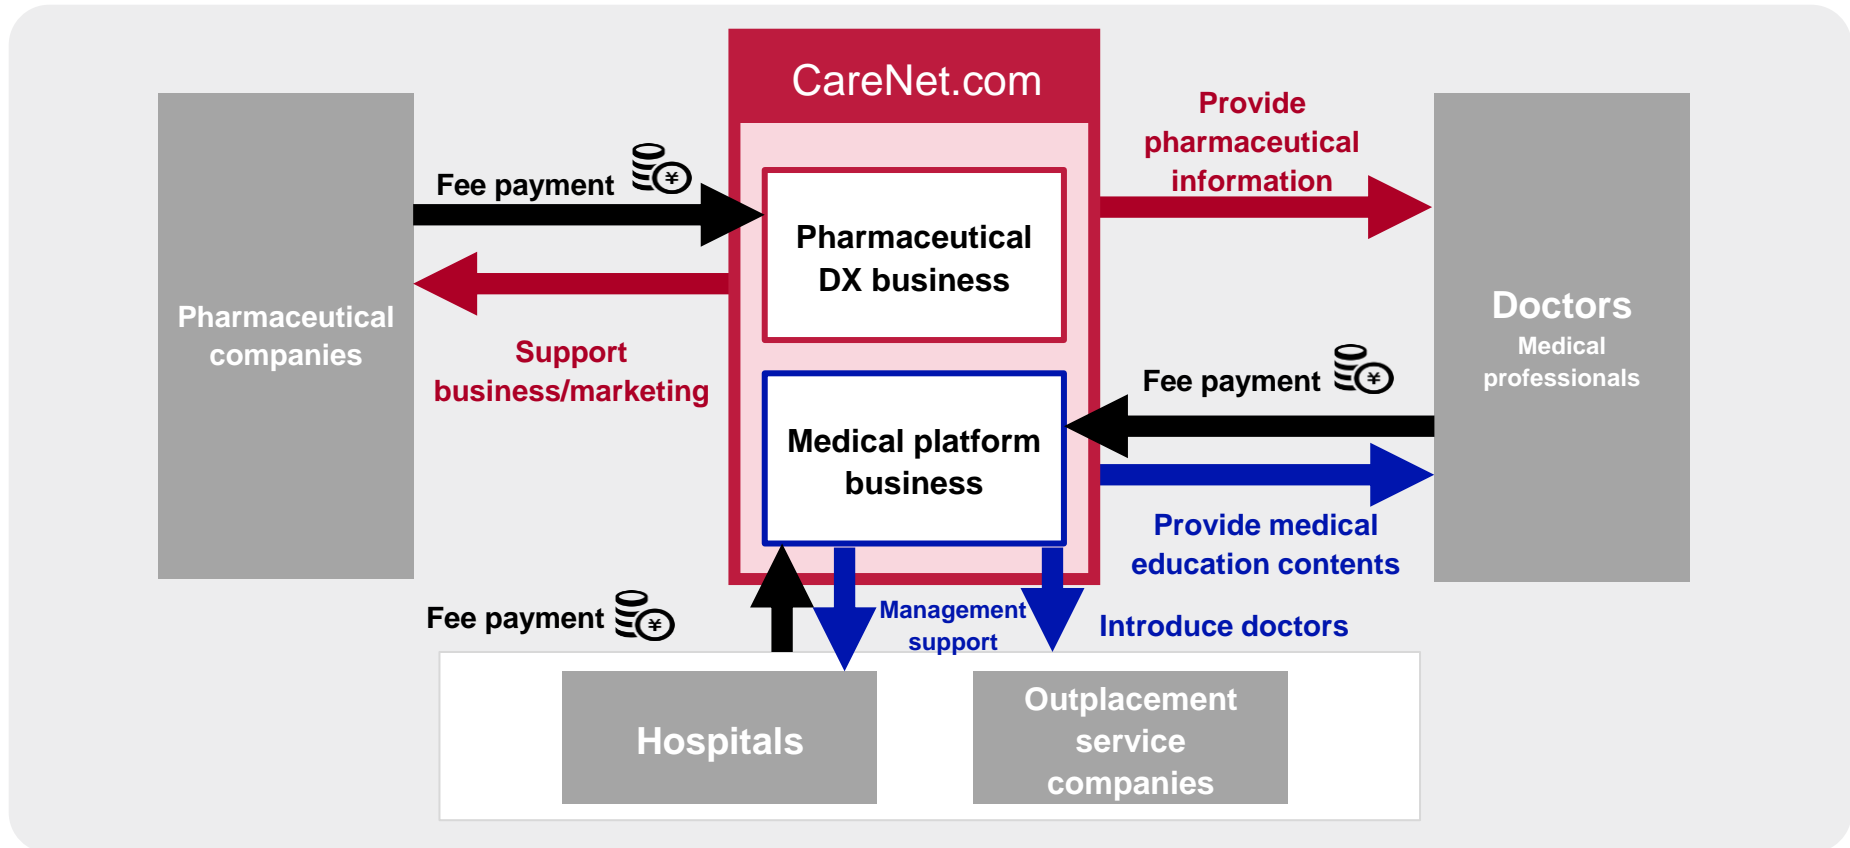 CareNet.com
Pharmaceutical
companies
Fee payment
¥
Support
business/marketing
Pharmaceutical
DX business
Medical platform
business
Provide
pharmaceutical
information
Doctors
Medical
professionals
Fee payment
¥
Provide medical
education contents
Fee payment
¥
Management
support
Introduce doctors
Hospitals
Outplacement
service
companies